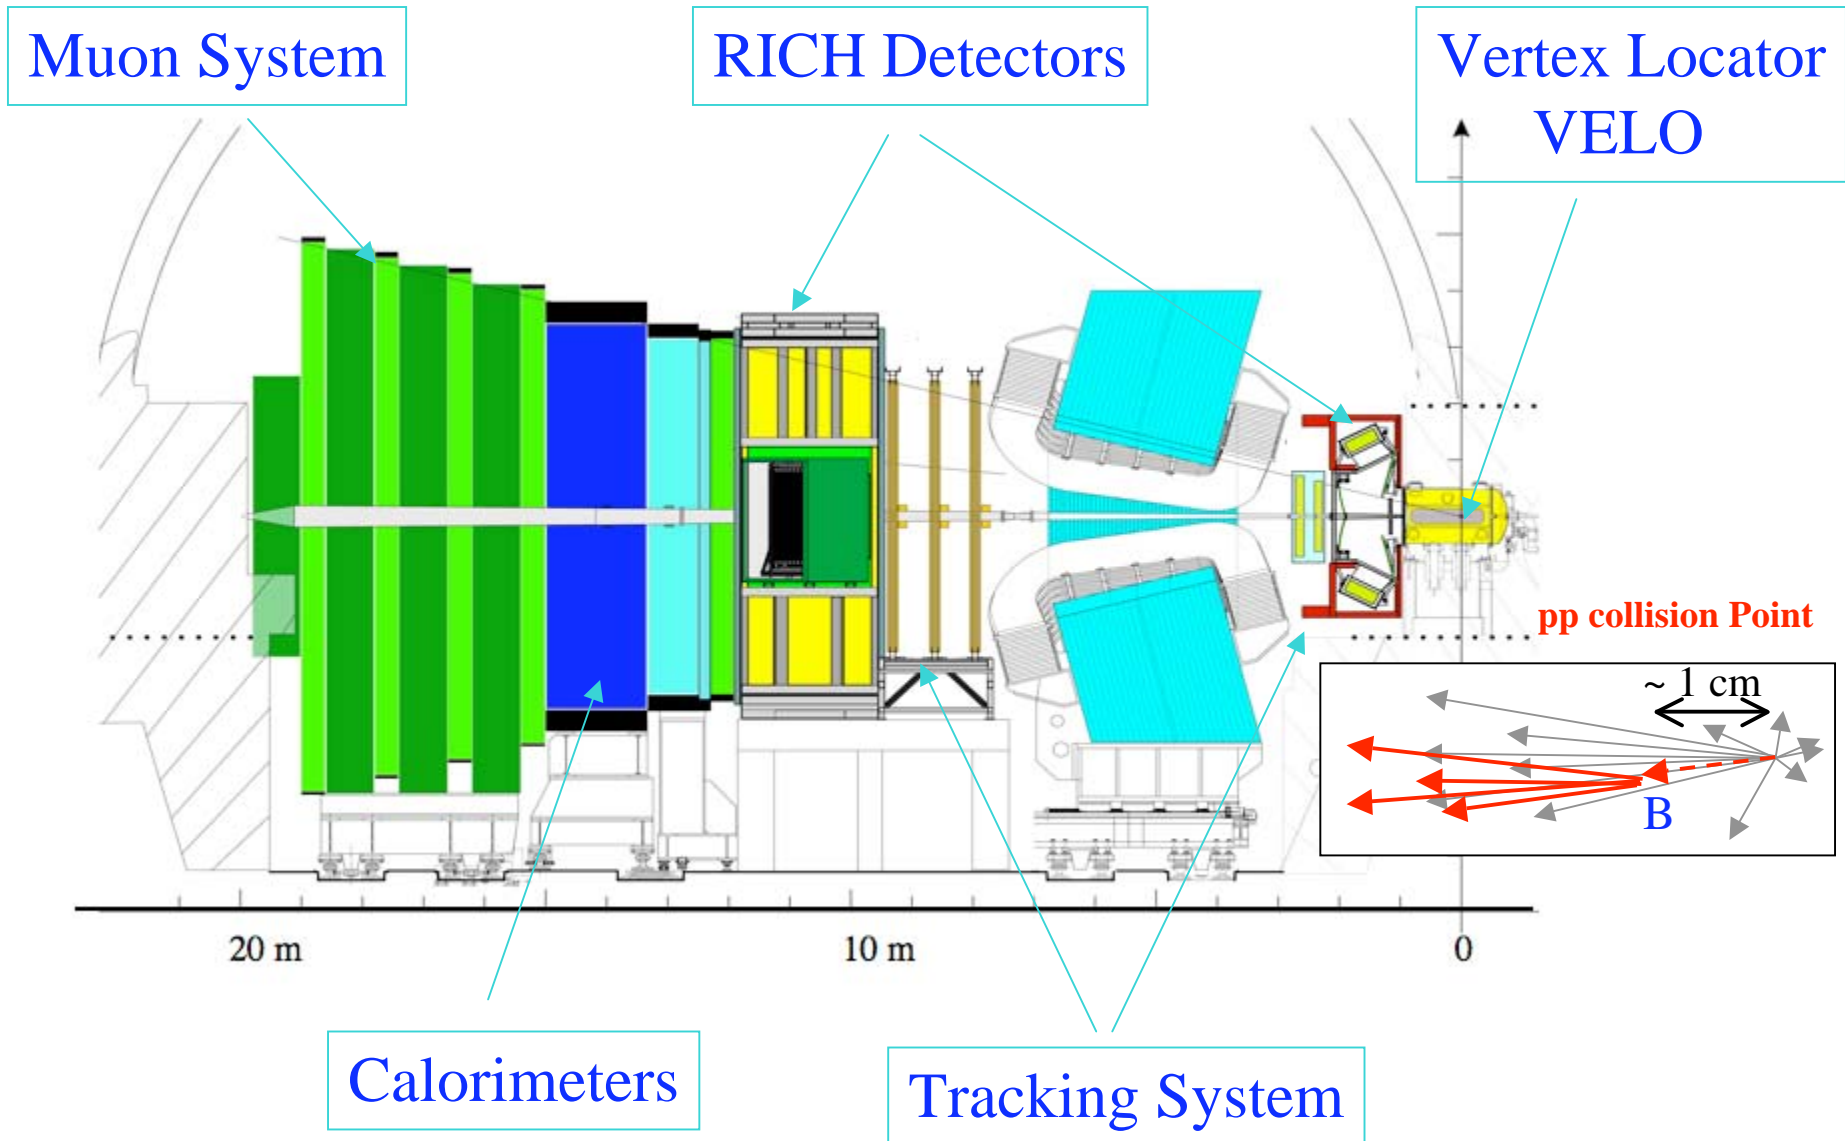 Muon System
RICH Detectors
Vertex Locator
VELO
pp collision Point
~ 1 cm
B
20 m
10 m
0
Calorimeters
Tracking System